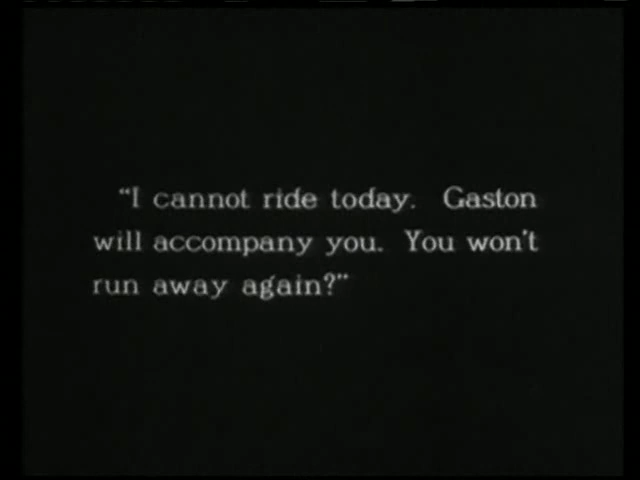 “I cannot ride today. Gaston
will accompany you. You won't
run away again?”